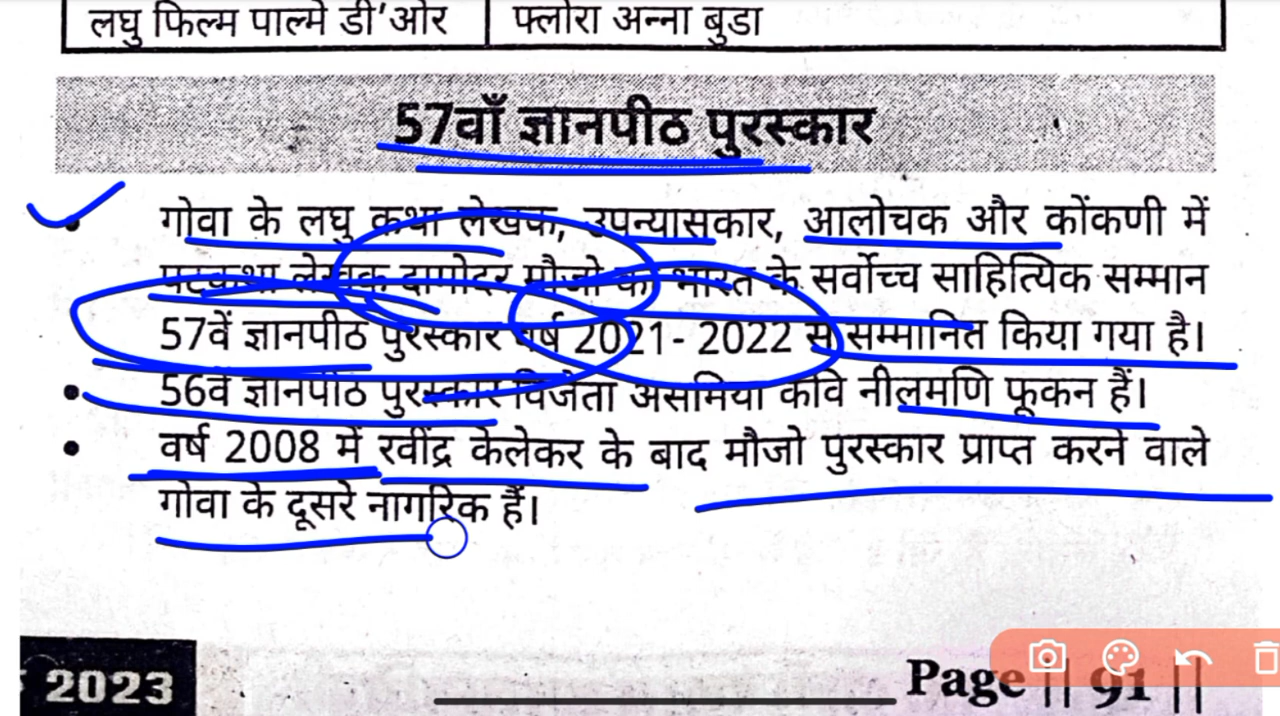 लघु फिल्म पाल्मे डी'ओर फ्लोरा अन्ना बुडा
57वाँ ज्ञानपीठ पुरस्कार
गोवा के लघु कथा लेखक, उपन्यासकार, आलोचक और कोंकणी में
पटकथा लेखक दामोदर मौजो को भारत के सर्वोच्च साहित्यिक सम्मान
57वें ज्ञानपीठ पुरस्कार वर्ष 2021- 2022 से सम्मानित किया गया है।
56वें ज्ञानपीठ पुरस्कार विजेता असमिया कवि नीलमणि फूकन हैं।
वर्ष 2008 में रवींद्र केलेकर के बाद मौजो पुरस्कार प्राप्त करने वाले
गोवा के दूसरे नागरिक हैं।
2023 Page || 91 ||